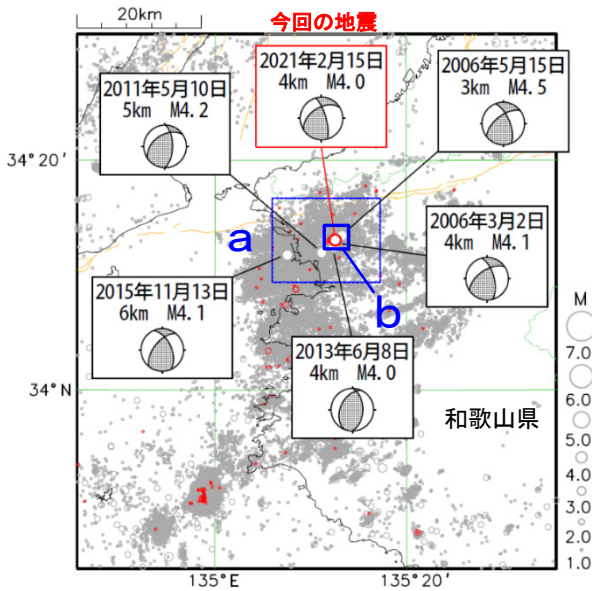 20km
今回の地震
2021年2月15日
4km M4.0
2006年5月15日
3km M4.5
2011年5月10日
5km M4.2
34°20′
a
2006年3月2日
4km M4.1
b
2015年11月13日
6km M4.1
2013年6月8日
4km M4.0
M
7.0
6.0
5.0
4.0
3.0
2.0
1.0
34°N
和歌山県
135°E
135°20′